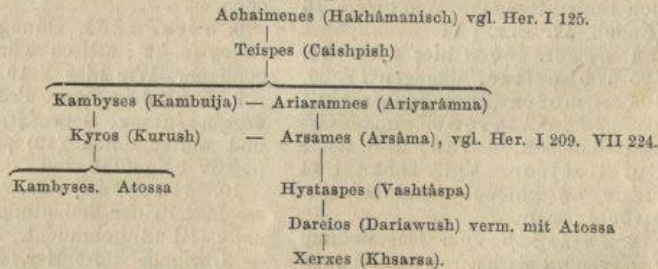 Achaimenes (Hakhâmanisch) vgl. Her. I 125.
Teispes (Caishpish)
Kambyses (Kambuija) — Ariaramnes (Ariyarâmna)
Kyros (Kurush) — Arsames (Arsâma), vgl. Her. I 209. VII 224.
Kambyses. Atossa Hystaspes (Vashtâspa)
Dareios (Dariawush) verm. mit Atossa
Xerxes (Khsarsa).